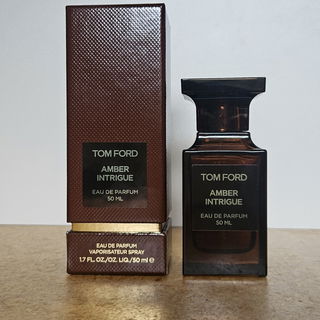 TOM FORD
AMBER
INTRIGUE
EAU DE PARFUM
50 ML
EAU DE PARFUM
VAPORISATEUR SPRAY
1.7 FL.OZ./OZ. LIQ./50 ml ℮
TOM FORD
AMBER
INTRIGUE
EAU DE PARFUM
50 ML